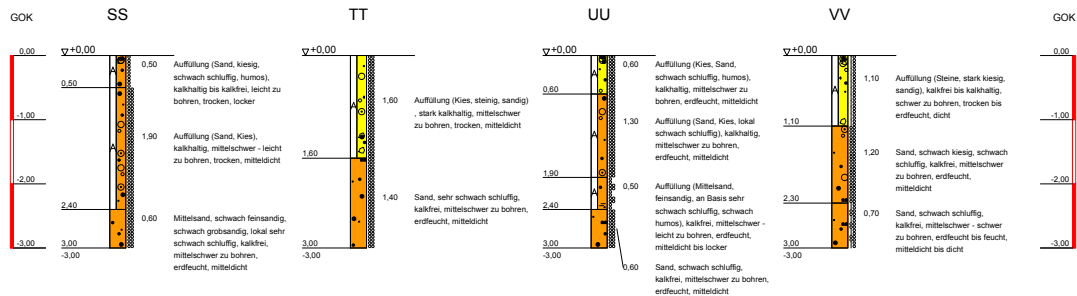 GOK
SS
TT
UU
VV
GOK
0,00
-1,00
-2,00
-3,00
+0,00
0,50
2,40
3,00
-3,00
A
A
0,50
Auffüllung (Sand, kiesig,
schwach schluffig, humos),
kalkhaltig bis kalkfrei, leicht zu
bohren, trocken, locker
1,90
Auffüllung (Sand, Kies),
kalkhaltig, mittelschwer - leicht
zu bohren, trocken, mitteldicht
0,60
Mittelsand, schwach feinsandig,
schwach grobsandig, lokal sehr
schwach schluffig, kalkfrei,
mittelschwer zu bohren,
erdfeucht, mitteldicht
+0,00
1,60
3,00
-3,00
A
1,60
Auffüllung (Kies, steinig, sandig)
, stark kalkhaltig, mittelschwer
zu bohren, trocken, mitteldicht
1,40
Sand, sehr schwach schluffig,
kalkfrei, mittelschwer zu bohren,
erdfeucht, mitteldicht
+0,00
0,60
1,90
2,40
3,00
-3,00
A
A
A
0,60
Auffüllung (Kies, Sand,
schwach schluffig, humos),
kalkhaltig, mittelschwer zu
bohren, erdfeucht, mitteldicht
1,30
Auffüllung (Sand, Kies, lokal
schwach schluffig), kalkhaltig,
mittelschwer zu bohren,
erdfeucht, mitteldicht
0,50
Auffüllung (Mittelsand,
feinsandig, an Basis sehr
schwach schluffig, schwach
humos), kalkfrei, mittelschwer -
leicht zu bohren, erdfeucht,
mitteldicht bis locker
0,60
Sand, schwach schluffig,
kalkfrei, mittelschwer zu bohren,
erdfeucht, mitteldicht
+0,00
1,10
2,30
3,00
-3,00
A
1,10
Auffüllung (Steine, stark kiesig,
sandig), kalkfrei bis kalkhaltig,
schwer zu bohren, trocken bis
erdfeucht, dicht
1,20
Sand, schwach kiesig, schwach
schluffig, kalkfrei, mittelschwer
zu bohren, erdfeucht,
mitteldicht
0,70
Sand, schwach schluffig,
kalkfrei, mittelschwer - schwer
zu bohren, erdfeucht bis feucht,
mitteldicht bis dicht
0,00
-1,00
-2,00
-3,00